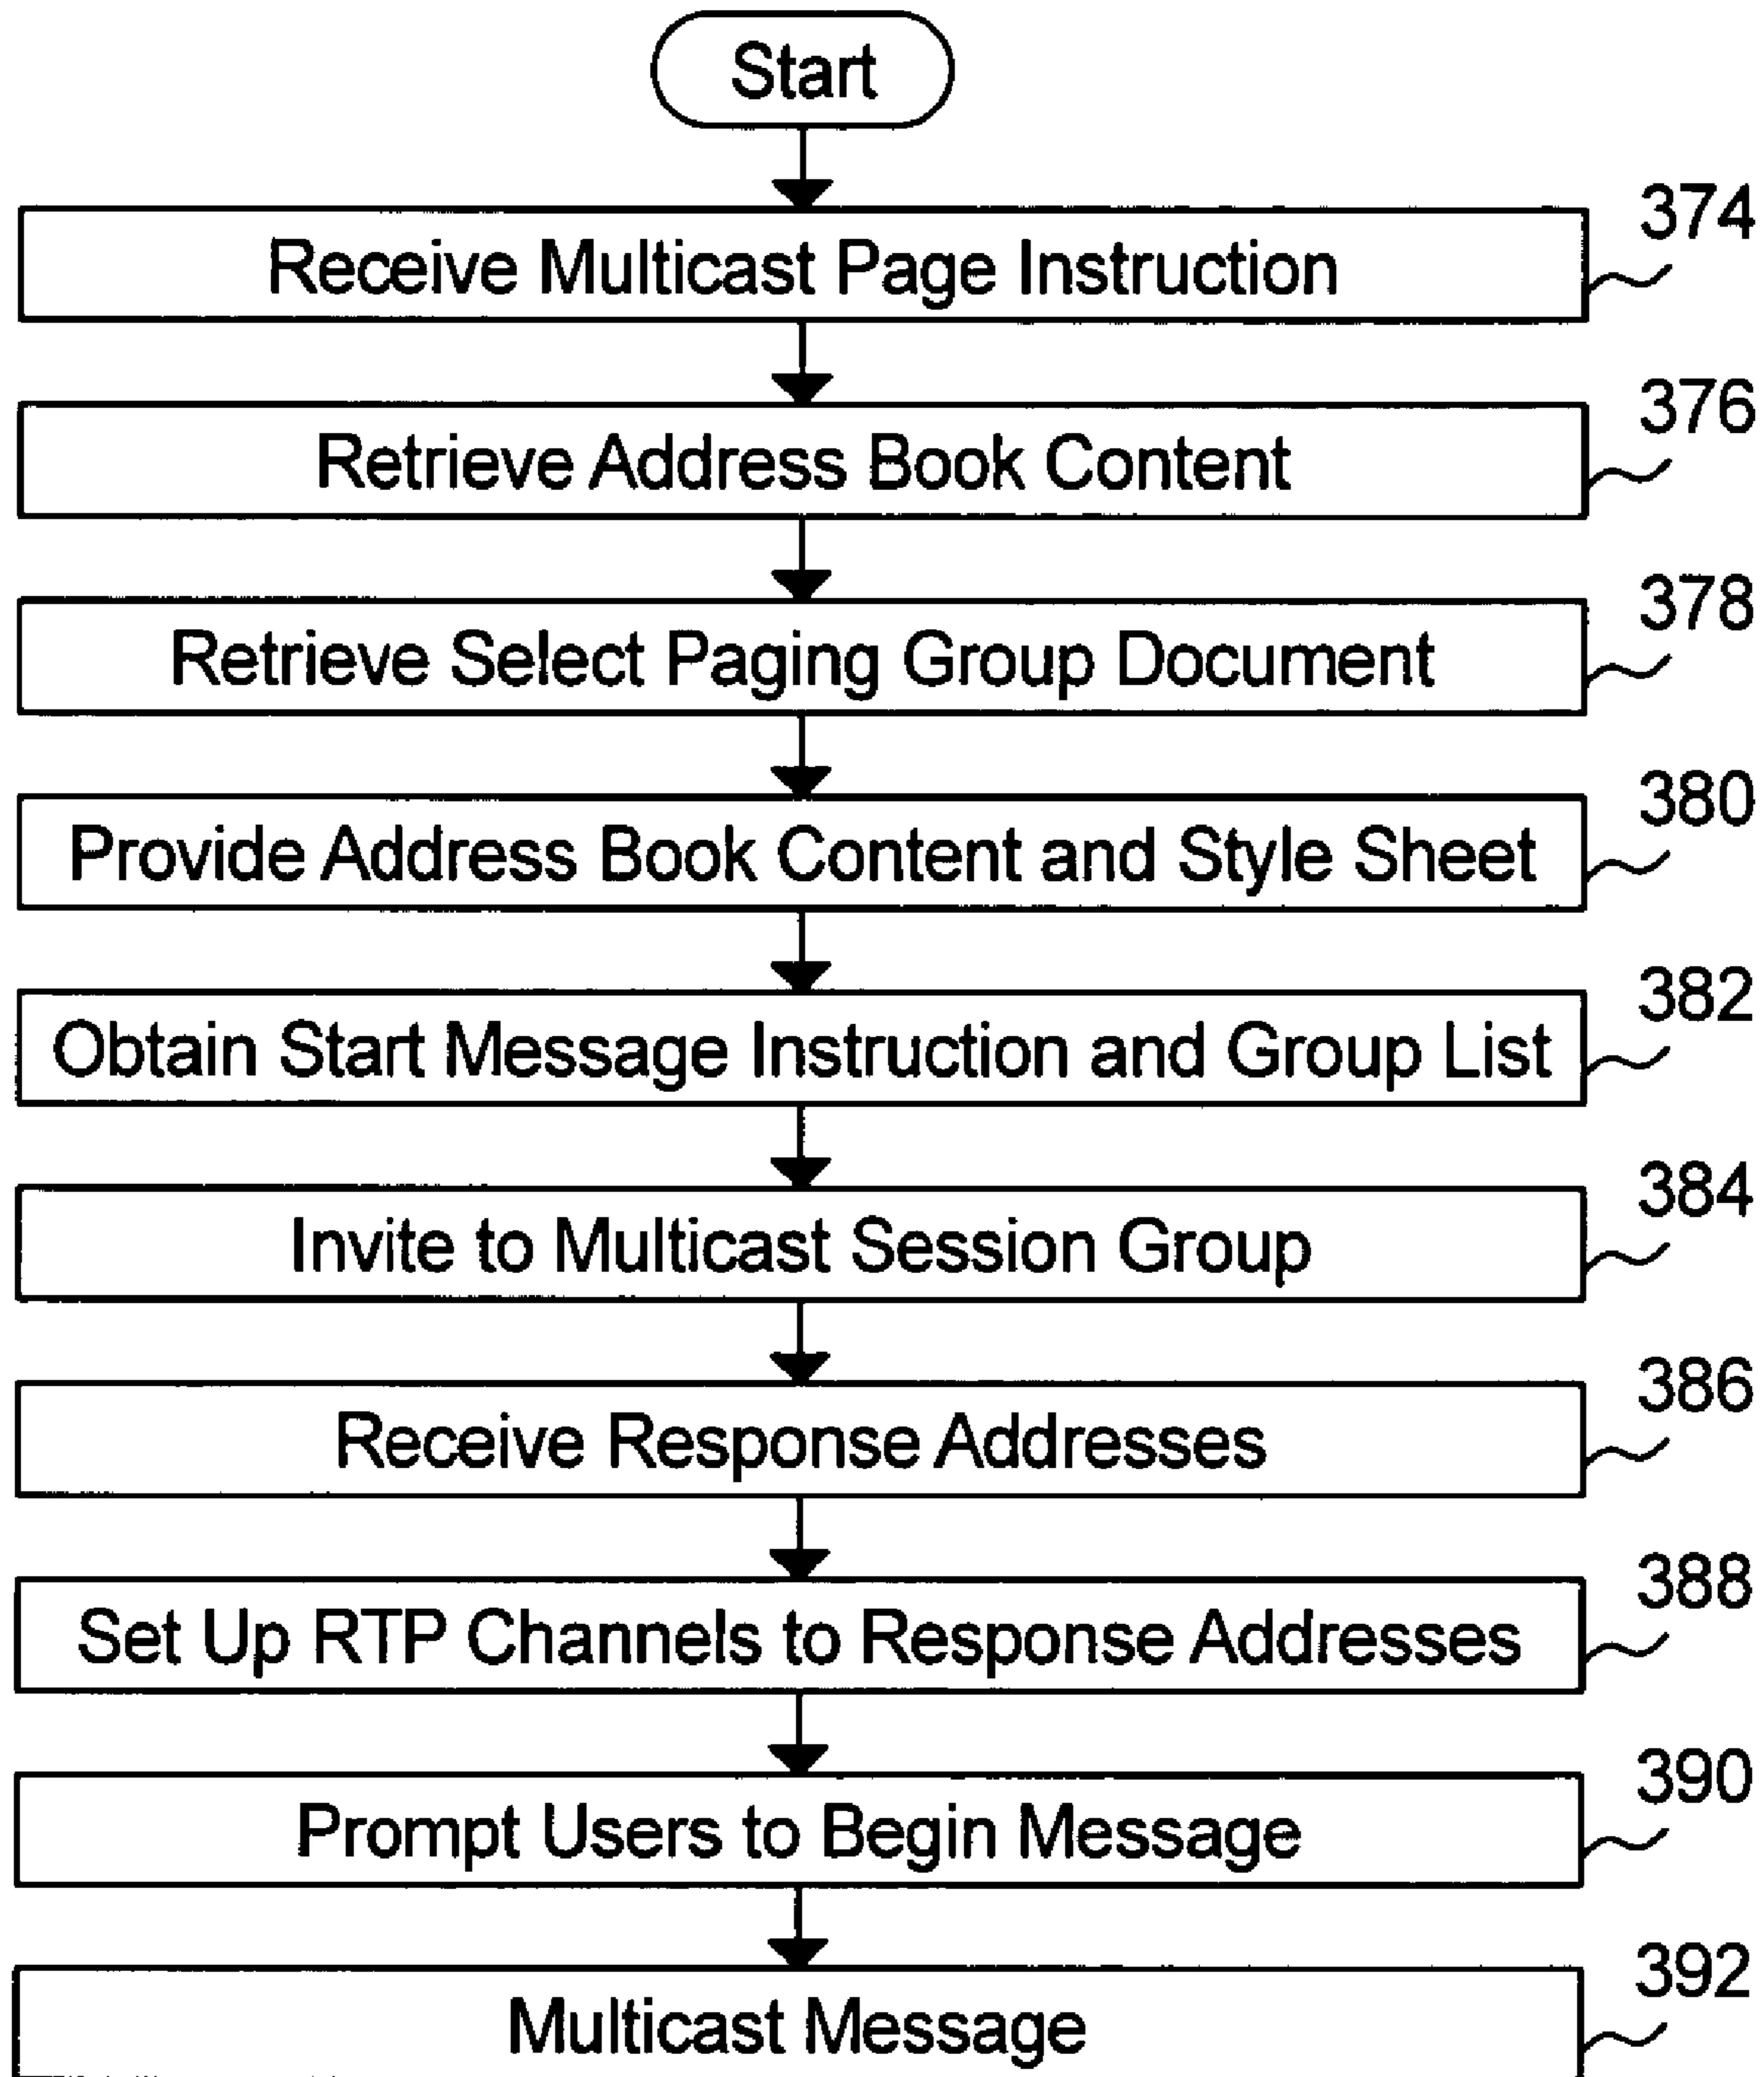 Start
374
Receive Multicast Page Instruction
376
Retrieve Address Book Content
378
Retrieve Select Paging Group Document
380
Provide Address Book Content and Style Sheet
382
Obtain Start Message Instruction and Group List
384
Invite to Multicast Session Group
386
Receive Response Addresses
388
Set Up RTP Channels to Response Addresses
390
Prompt Users to Begin Message
392
Multicast Message